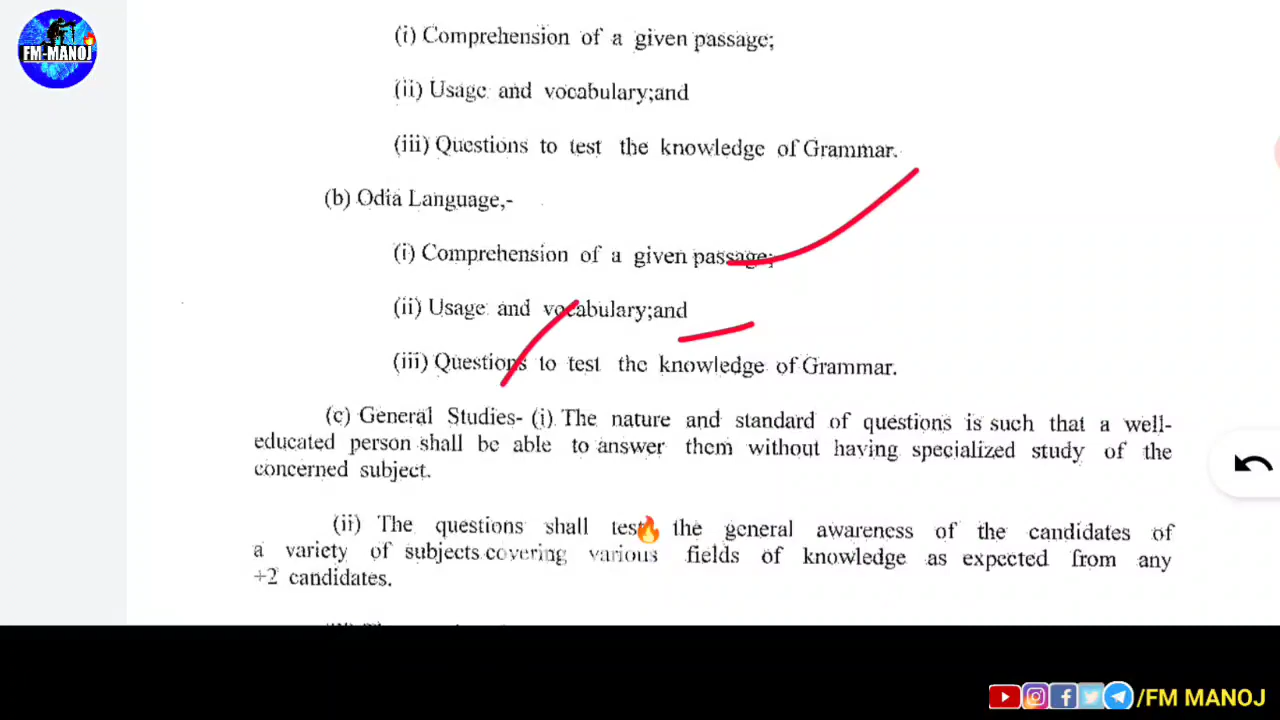 FM-MANOJ
(i) Comprehension of a given passage;
(ii) Usage and vocabulary;and
(iii) Questions to test the knowledge of Grammar.
(b) Odia Language,-
(i) Comprehension of a given passage;
(ii) Usage and vocabulary;and
(iii) Questions to test the knowledge of Grammar.
(c) General Studies- (i) The nature and standard of questions is such that a well-
educated person shall be able to answer them without having specialized study of the
concerned subject.
(ii) The questions shall test the general awareness of the candidates of
a variety of subjects covering various fields of knowledge as expected from any
+2 candidates.
/FM MANOJ